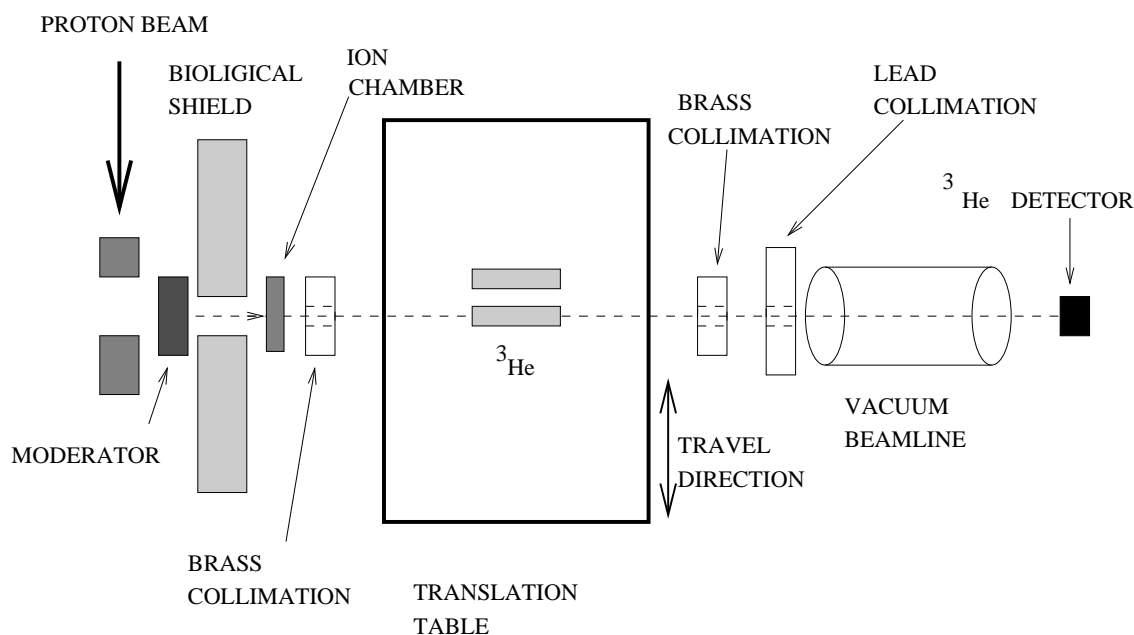 PROTON BEAM
BIOLIGICAL
SHIELD
ION
CHAMBER
BRASS
COLLIMATION
LEAD
COLLIMATION
3
He DETECTOR
3
He
MODERATOR
TRAVEL
DIRECTION
VACUUM
BEAMLINE
BRASS
COLLIMATION
TRANSLATION
TABLE